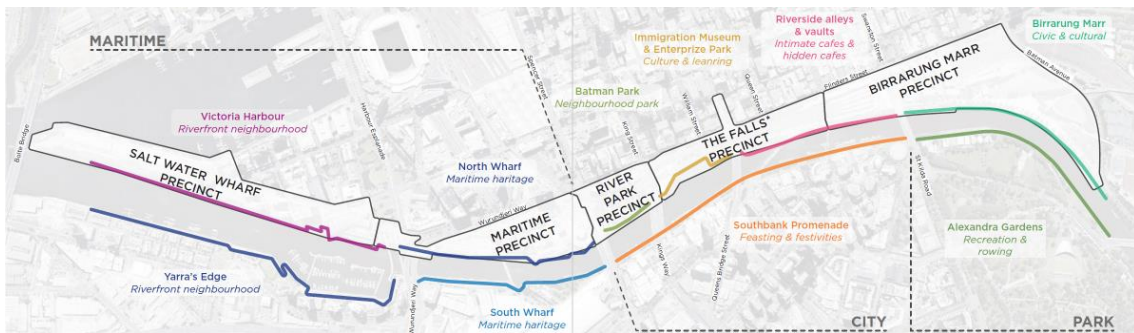 MARITIME
Victoria Harbour
Riverfront neighbourhood
Bolte Bridge
SALT WATER WHARF
PRECINCT
Harbour Esplanade
Yarra's Edge
Riverfront neighbourhood
North Wharf
Maritime haritage
Wurundjeri Way
Wurundjeri Way
MARITIME
PRECINCT
South Wharf
Maritime haritage
Spencer Street
Batman Park
Neighbourhood park
King Street
RIVER
PARK
PRECINCT
Kings Way
Immigration Museum
& Enterprize Park
Culture & leanring
William Street
Queen Street
THE FALLS*
PRECINCT
Queens Bridge Street
Southbank Promenade
Feasting & festivities
CITY
Riverside alleys
& vaults
Intimate cafes &
hidden cafes
Flinders Street
Swanston Street
BIRRARUNG MARR
PRECINCT
St Kilda Road
Birrarung Marr
Civic & cultural
Batman Avenue
Alexandra Gardens
Recreation &
rowing
PARK